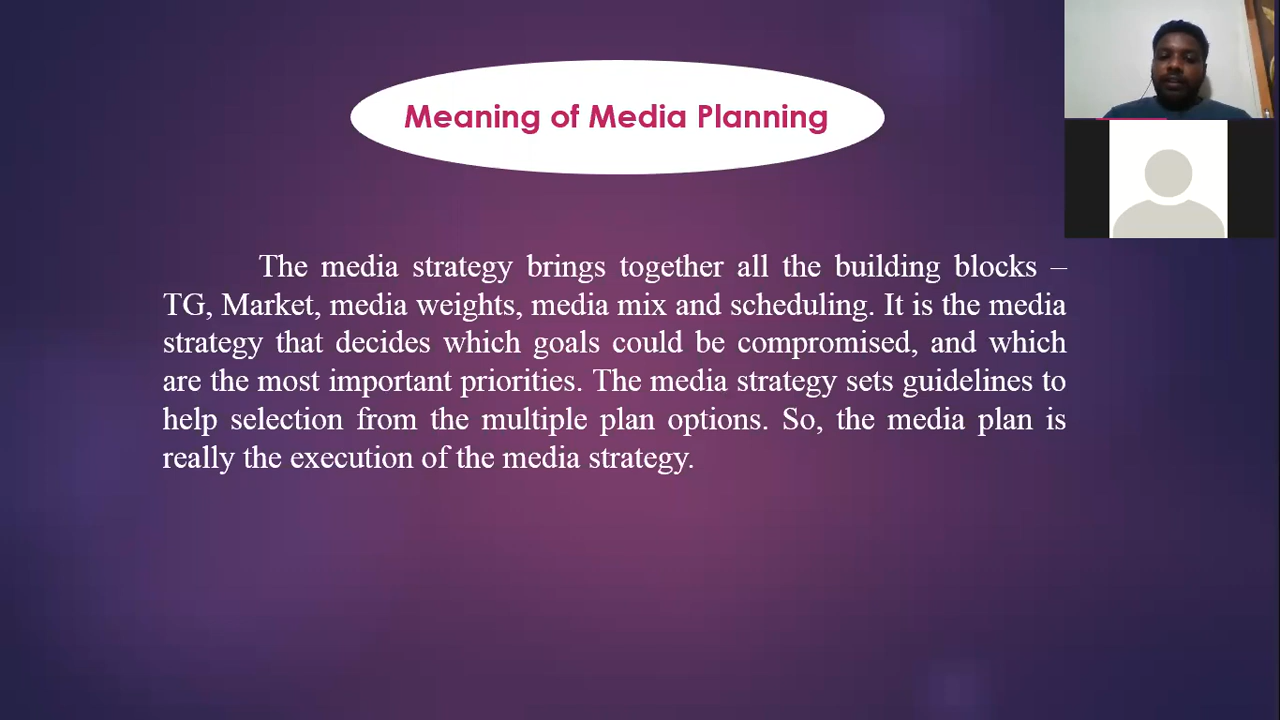 Meaning of Media Planning
The media strategy brings together all the building blocks –
TG, Market, media weights, media mix and scheduling. It is the media
strategy that decides which goals could be compromised, and which
are the most important priorities. The media strategy sets guidelines to
help selection from the multiple plan options. So, the media plan is
really the execution of the media strategy.